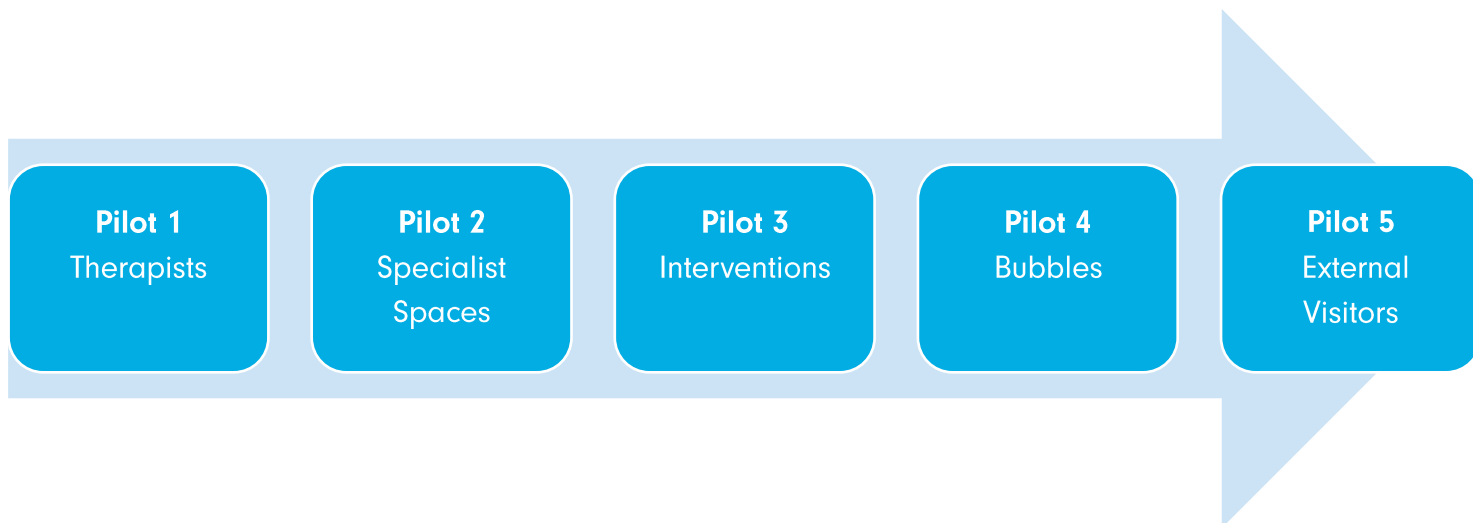 Pilot 1
Therapists
Pilot 2
Specialist
Spaces
Pilot 3
Interventions
Pilot 4
Bubbles
Pilot 5
External
Visitors